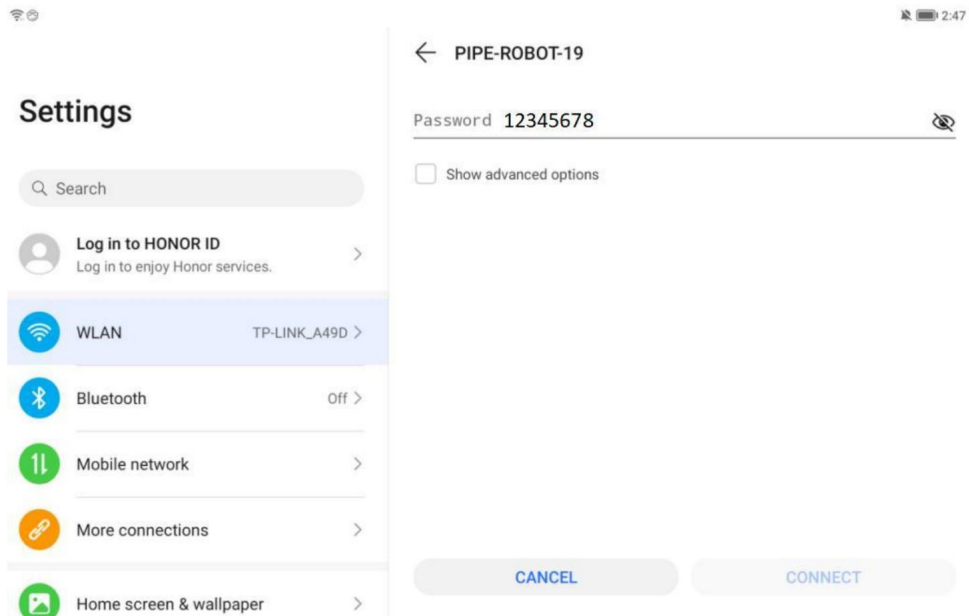 2:47
Settings
Search
Log in to HONOR ID
Log in to enjoy Honor services.
WLAN TP-LINK_A49D
Bluetooth Off
Mobile network
More connections
Home screen & wallpaper
PIPE-ROBOT-19
Password 12345678
Show advanced options
CANCEL CONNECT